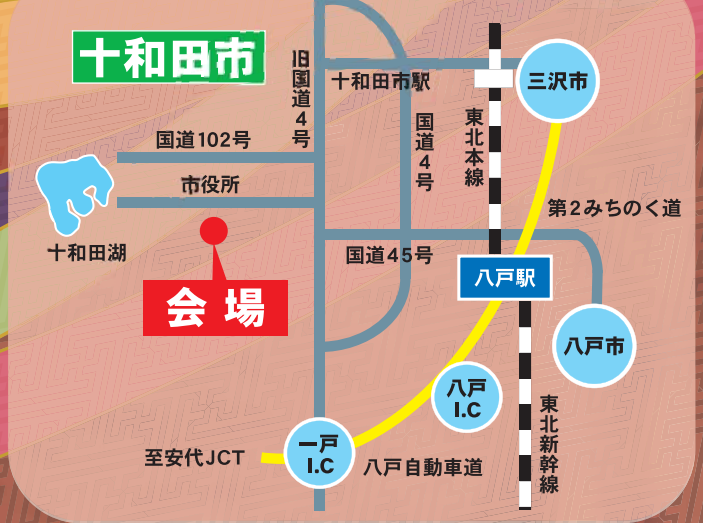 十和田市
旧国道4号
十和田市駅
三沢市
国道102号
国道4号
東北本線
市役所
第2みちのく道
十和田湖
国道45号
八戸駅
会場
八戸市
八戸
I.C
東北新幹線
一戸
I.C
至安代JCT
八戸自動車道